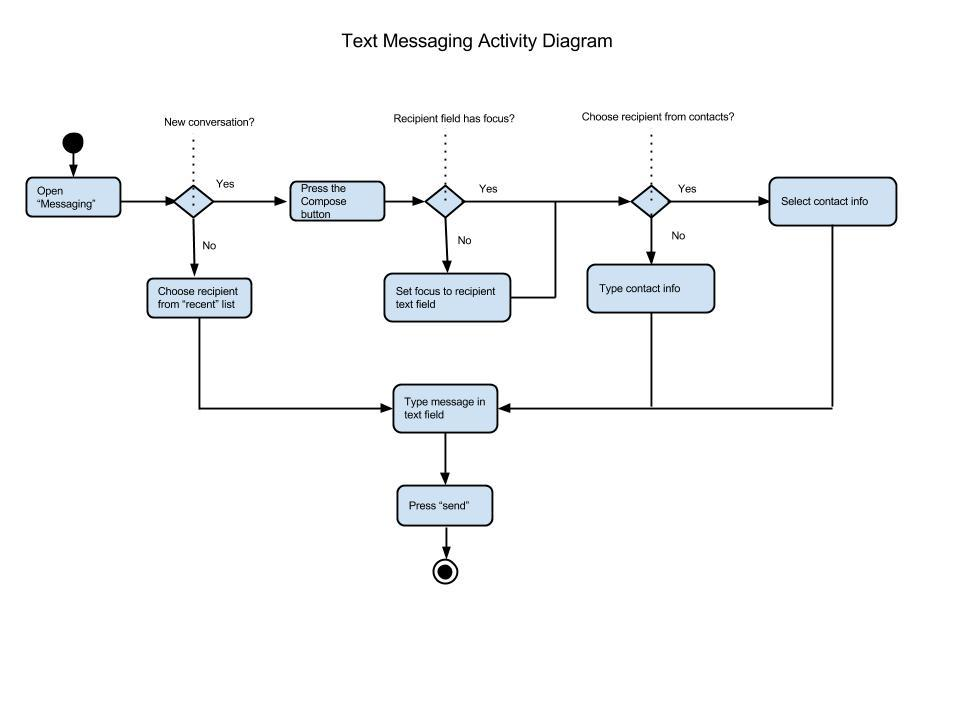 Text Messaging Activity Diagram
New conversation?
Recipient field has focus?
Choose recipient from contacts?
Open
“Messaging”
Yes
Press the
Compose
button
Yes
Yes
Select contact info
No
No
No
Choose recipient
from “recent” list
Set focus to recipient
text field
Type contact info
Type message in
text field
Press “send”